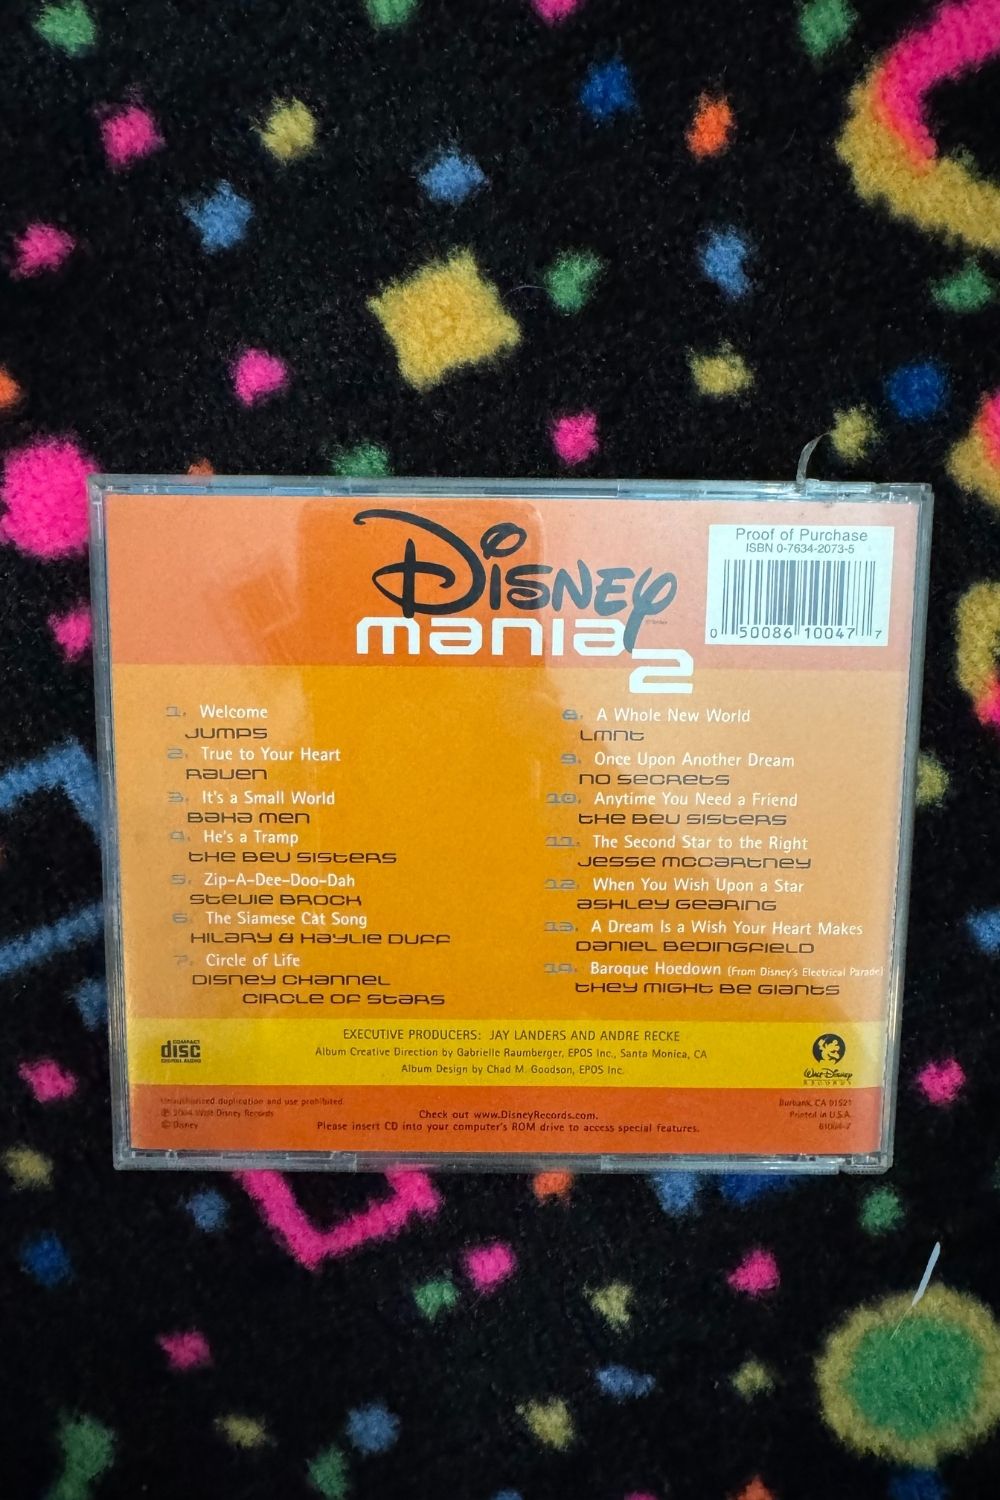 Disney
mania 2
Proof of Purchase
ISBN 0-7634-2073-5
0 50086 10047 7
1. Welcome
JUMP5
2. True to Your Heart
Raven
3. It's a Small World
Baha Men
4. He's a Tramp
The Beu Sisters
5. Zip-A-Dee-Doo-Dah
Stevie Brock
6. The Siamese Cat Song
Hilary & Haylie Duff
7. Circle of Life
Disney Channel
Circle of Stars
8. A Whole New World
LMNT
9. Once Upon Another Dream
No Secrets
10. Anytime You Need a Friend
The Beu Sisters
11. The Second Star to the Right
Jesse McCartney
12. When You Wish Upon a Star
Ashley Gearing
13. A Dream Is a Wish Your Heart Makes
Daniel Bedingfield
14. Baroque Hoedown (From Disney's Electrical Parade)
They Might Be Giants
EXECUTIVE PRODUCERS: JAY LANDERS AND ANDRE RECKE
Album Creative Direction by Gabrielle Raumberger, EPOS Inc., Santa Monica, CA
Album Design by Chad M. Goodson, EPOS Inc.
COMPACT
disc
DIGITAL AUDIO
Walt Disney
RECORDS
Unauthorized duplication and use prohibited.
℗ 2004 Walt Disney Records
© Disney
Check out www.DisneyRecords.com.
Please insert CD into your computer's ROM drive to access special features.
Burbank, CA 91521
Printed in U.S.A.